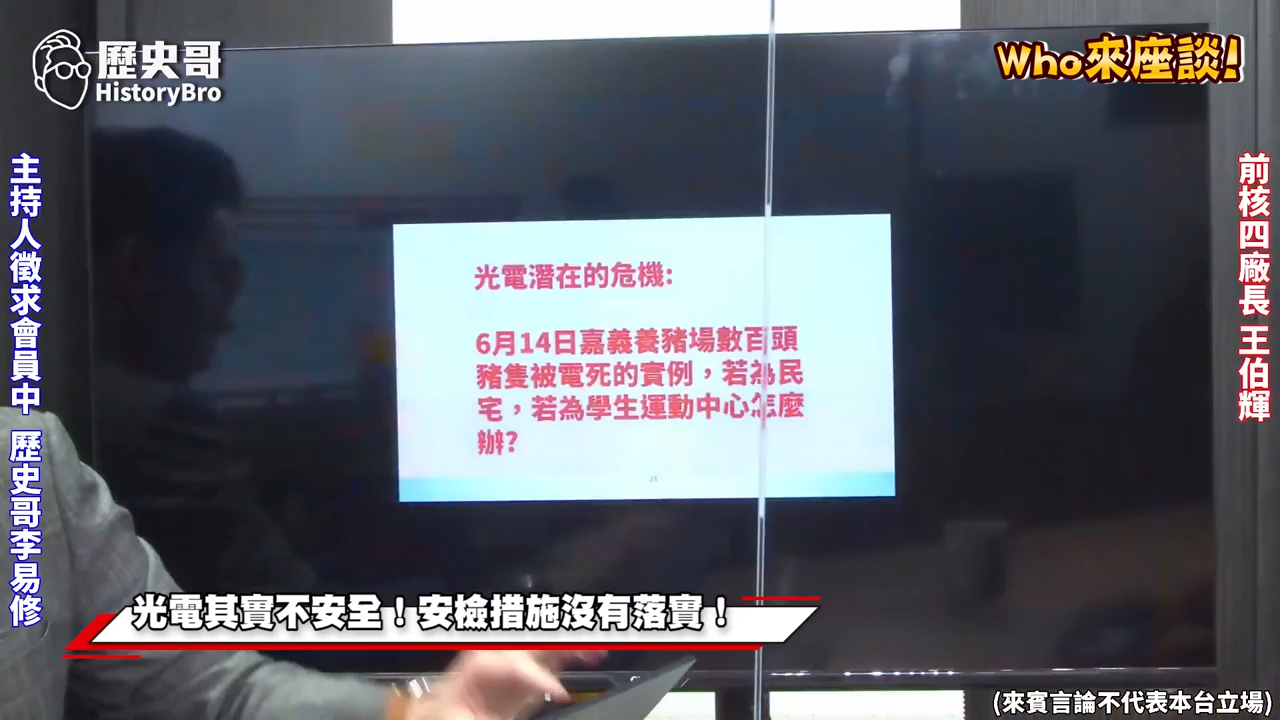 歷史哥
HistoryBro
Who來座談!
主持人徵求會員中 歷史哥李易修
前核四廠長 王伯輝
光電潛在的危機:
6月14日嘉義養豬場數百頭
豬隻被電死的實例，若為民
宅，若為學生運動中心怎麼
辦?
光電其實不安全！安檢措施沒有落實！
(來賓言論不代表本台立場)